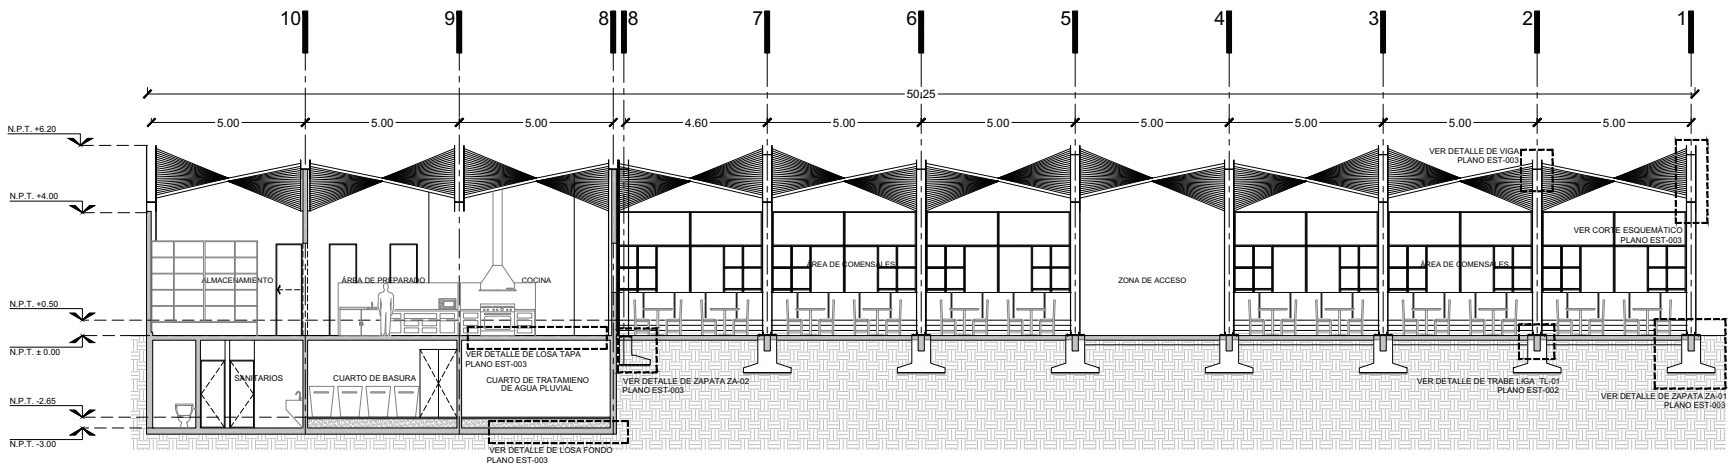 10
9
8
8
7
6
5
4
3
2
1
50.25
5.00
5.00
5.00
4.60
5.00
5.00
5.00
5.00
5.00
5.00
N.P.T. +6.20
N.P.T. +4.00
N.P.T. +0.50
N.P.T. ± 0.00
N.P.T. -2.65
N.P.T. -3.00
VER DETALLE DE VIGA
PLANO EST-003
VER CORTE ESQUEMÁTICO
PLANO EST-003
ALMACENAMIENTO
ÁREA DE PREPARADO
COCINA
ÁREA DE COMENSALES
ZONA DE ACCESO
ÁREA DE COMENSALES
VER DETALLE DE LOSA TAPA
PLANO EST-003
SANITARIOS
CUARTO DE BASURA
CUARTO DE TRATAMIENO
DE AGUA PLUVIAL
VER DETALLE DE ZAPATA ZA-02
PLANO EST-003
VER DETALLE DE TRABE LIGA TL-01
PLANO EST-002
VER DETALLE DE ZAPATA ZA-01
PLANO EST-003
VER DETALLE DE LOSA FONDO
PLANO EST-003